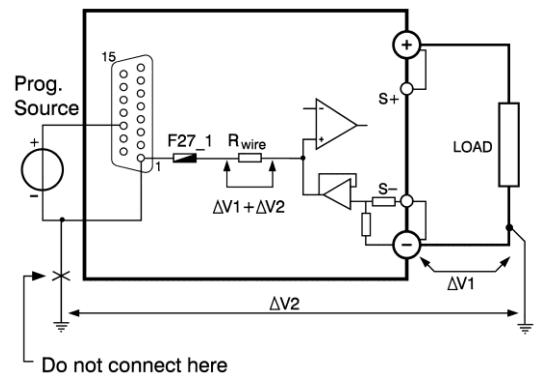 15
Prog.
Source
+
-
F27_1
R wire
1
ΔV1+ΔV2
-
+
+
S+
S-
-
LOAD
ΔV1
ΔV2
Do not connect here